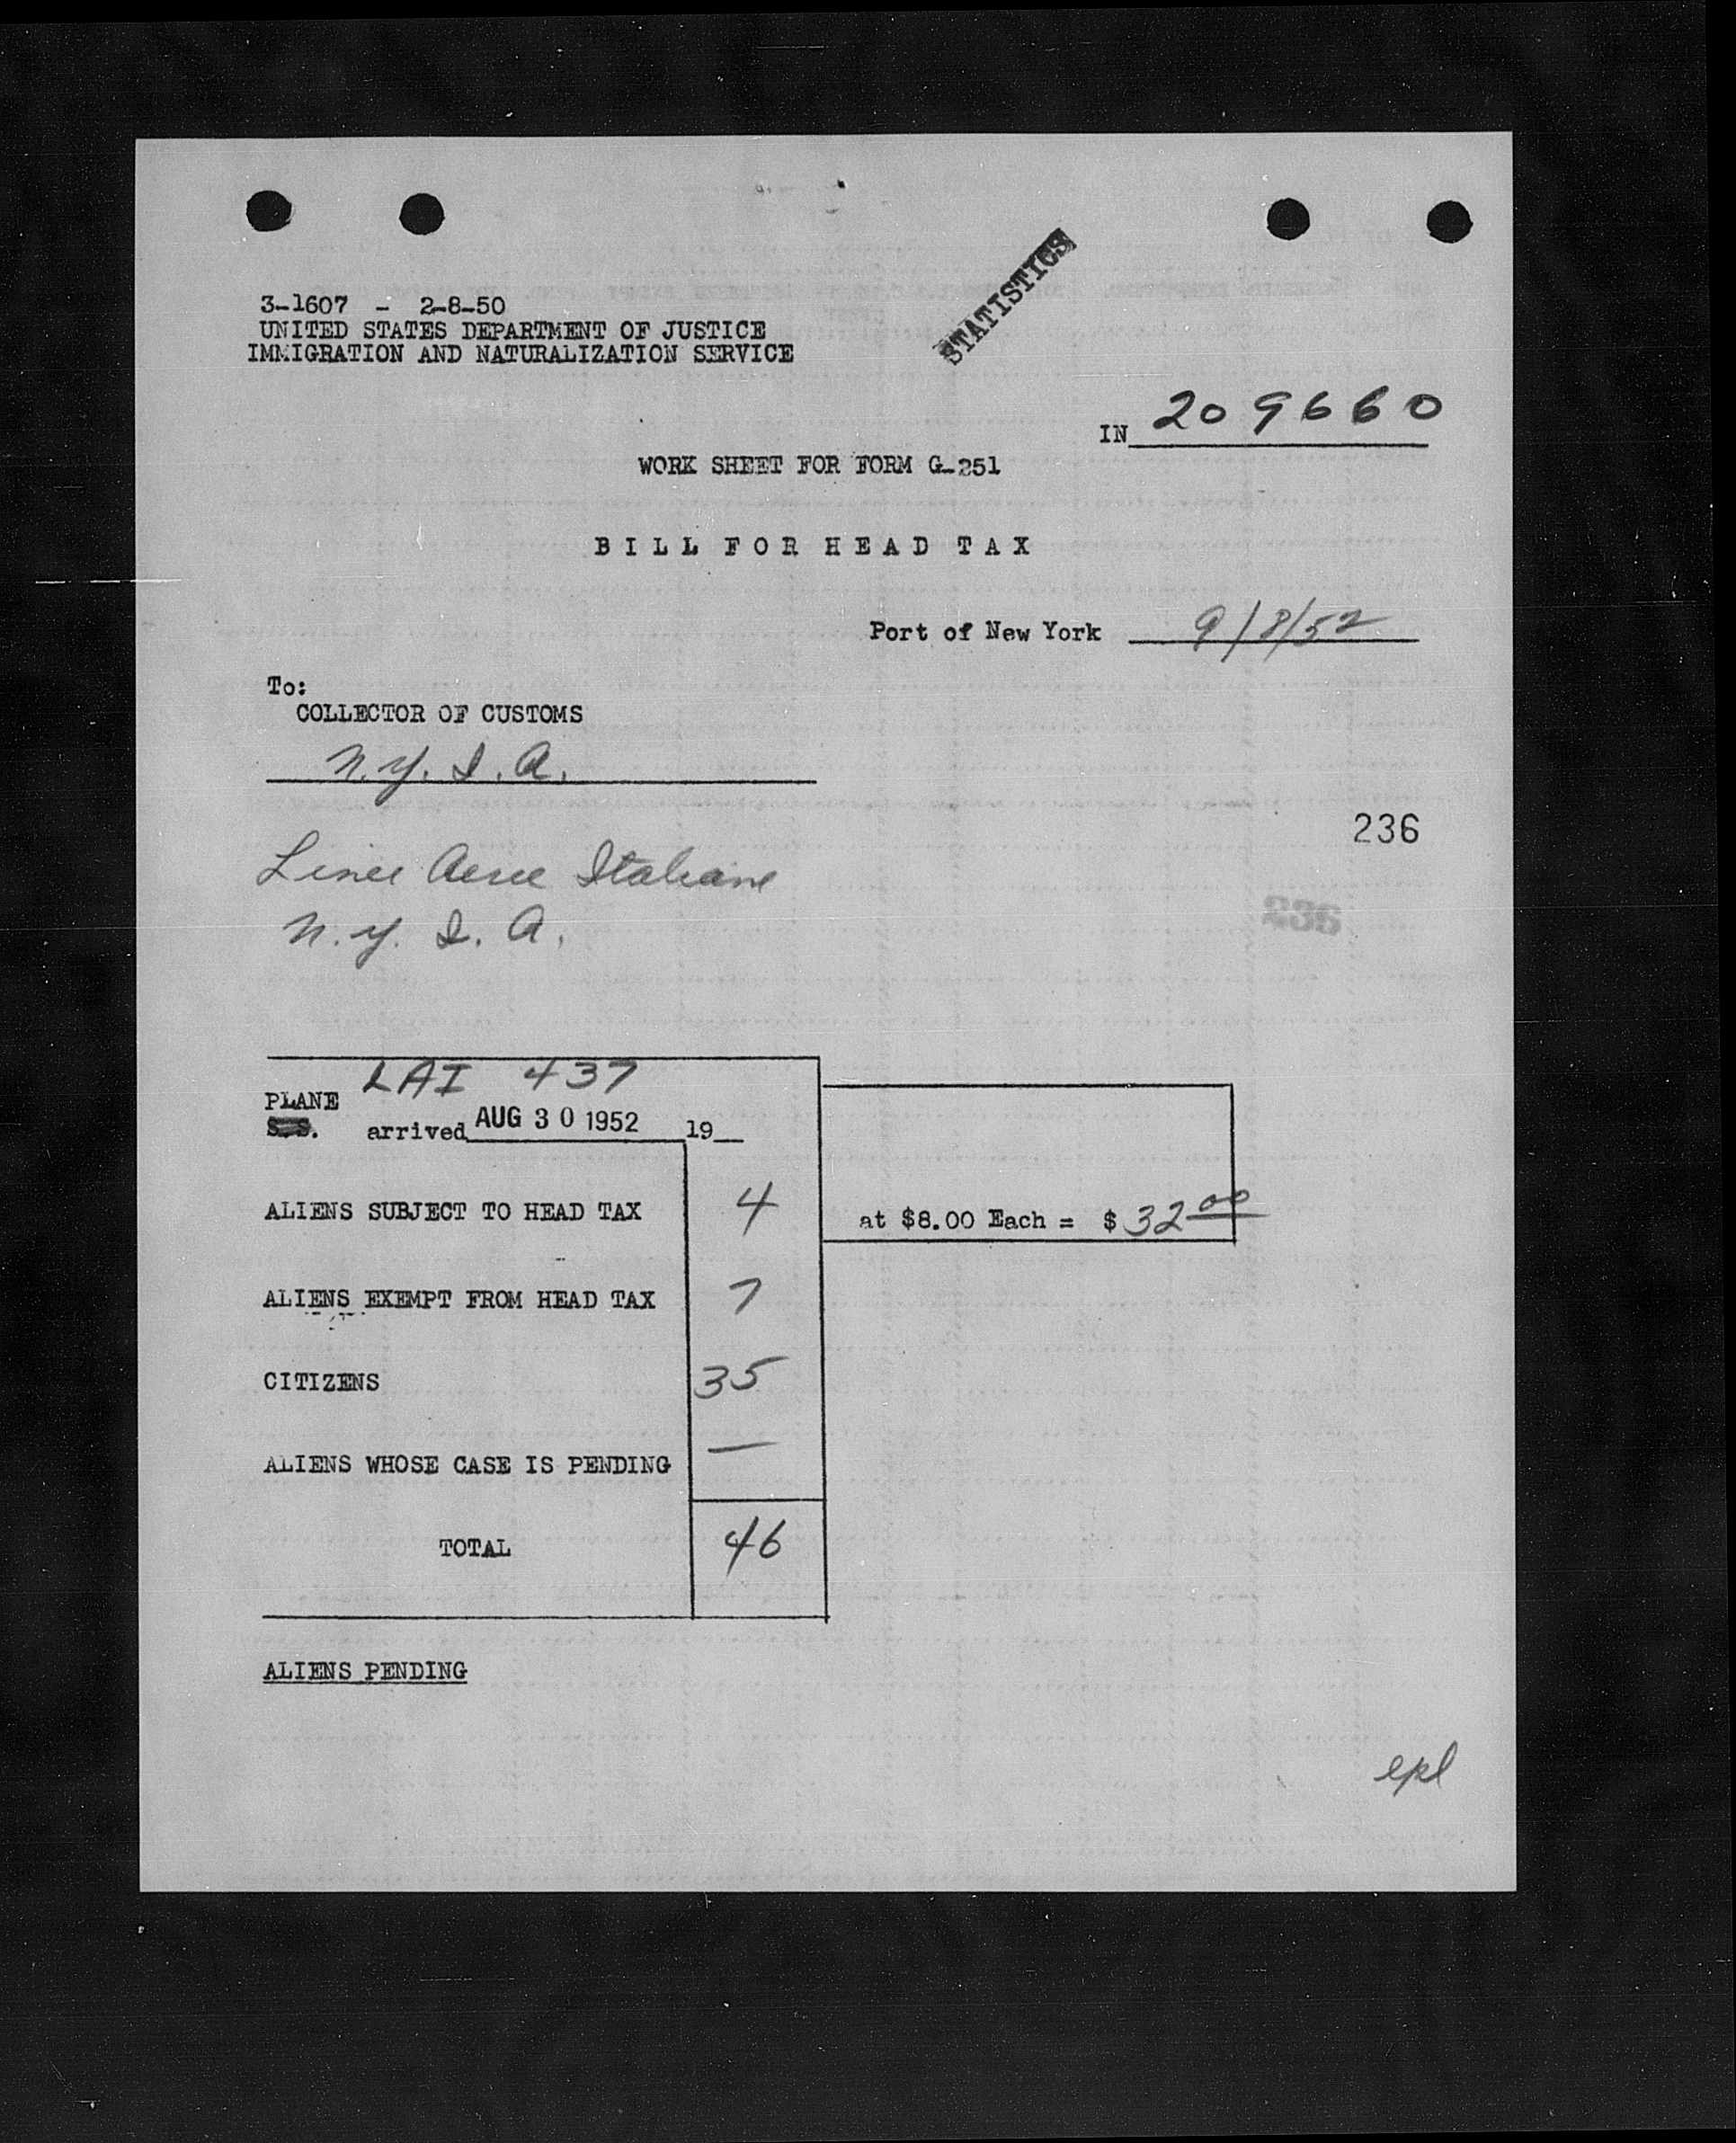 STATISTICS
3-1607 - 2-8-50
UNITED STATES DEPARTMENT OF JUSTICE
IMMIGRATION AND NATURALIZATION SERVICE
IN 209660
WORK SHEET FOR FORM G-251
BILL FOR HEAD TAX
Port of New York 9/8/52
To:
COLLECTOR OF CUSTOMS
N.Y. I. A.
236
Linee Aeree Italiane
N.Y. I. A.
236
LAI 437
PLANE
S.S. arrived AUG 30 1952 19
ALIENS SUBJECT TO HEAD TAX 4 at $8.00 Each = $ 32 00
ALIENS EXEMPT FROM HEAD TAX 7
CITIZENS 35
ALIENS WHOSE CASE IS PENDING —
TOTAL 46
ALIENS PENDING
epl